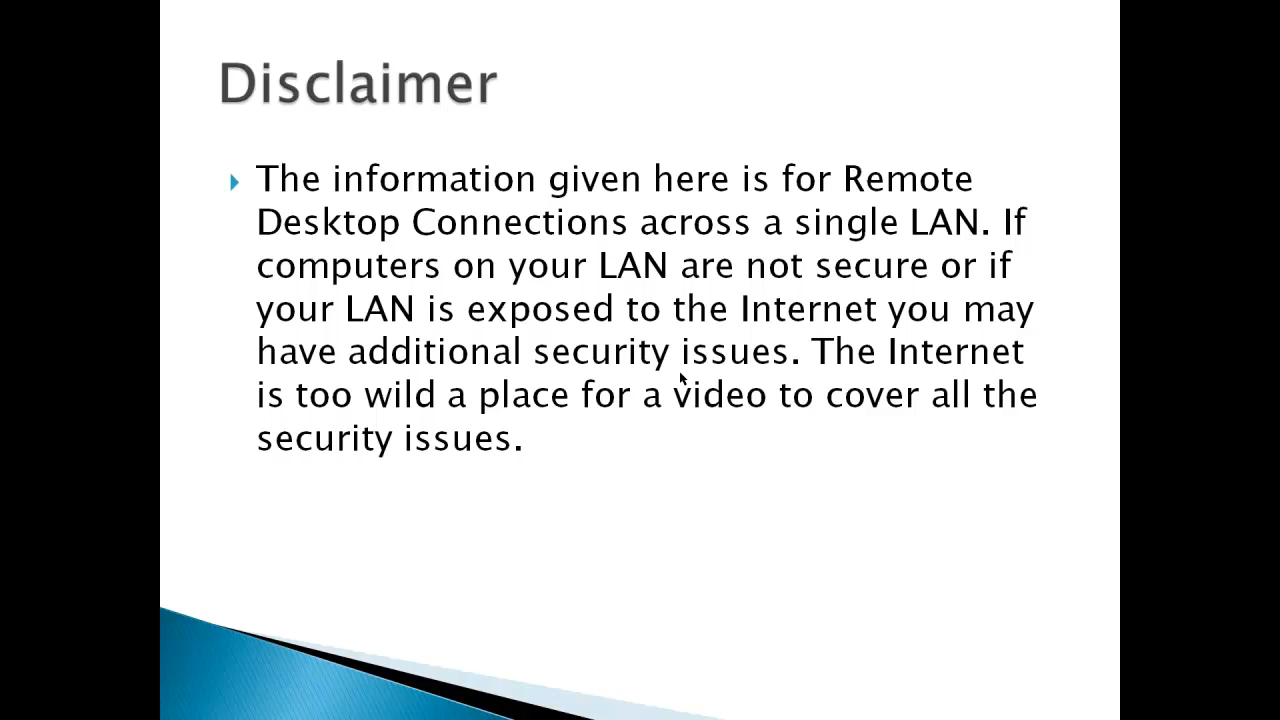 Disclaimer
The information given here is for Remote
Desktop Connections across a single LAN. If
computers on your LAN are not secure or if
your LAN is exposed to the Internet you may
have additional security issues. The Internet
is too wild a place for a video to cover all the
security issues.